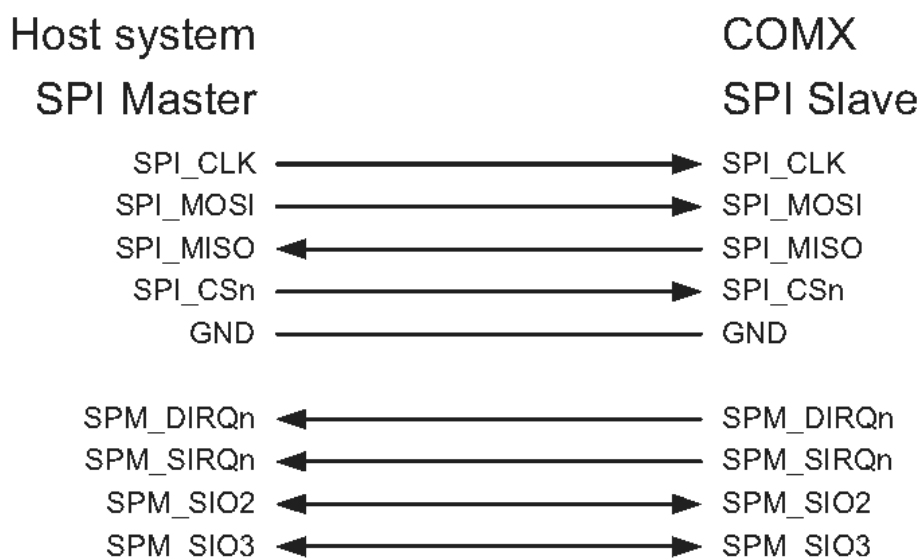 Host system COMX
SPI Master SPI Slave
SPI_CLK SPI_CLK
SPI_MOSI SPI_MOSI
SPI_MISO SPI_MISO
SPI_CSn SPI_CSn
GND GND
SPM_DIRQn SPM_DIRQn
SPM_SIRQn SPM_SIRQn
SPM_SIO2 SPM_SIO2
SPM_SIO3 SPM_SIO3